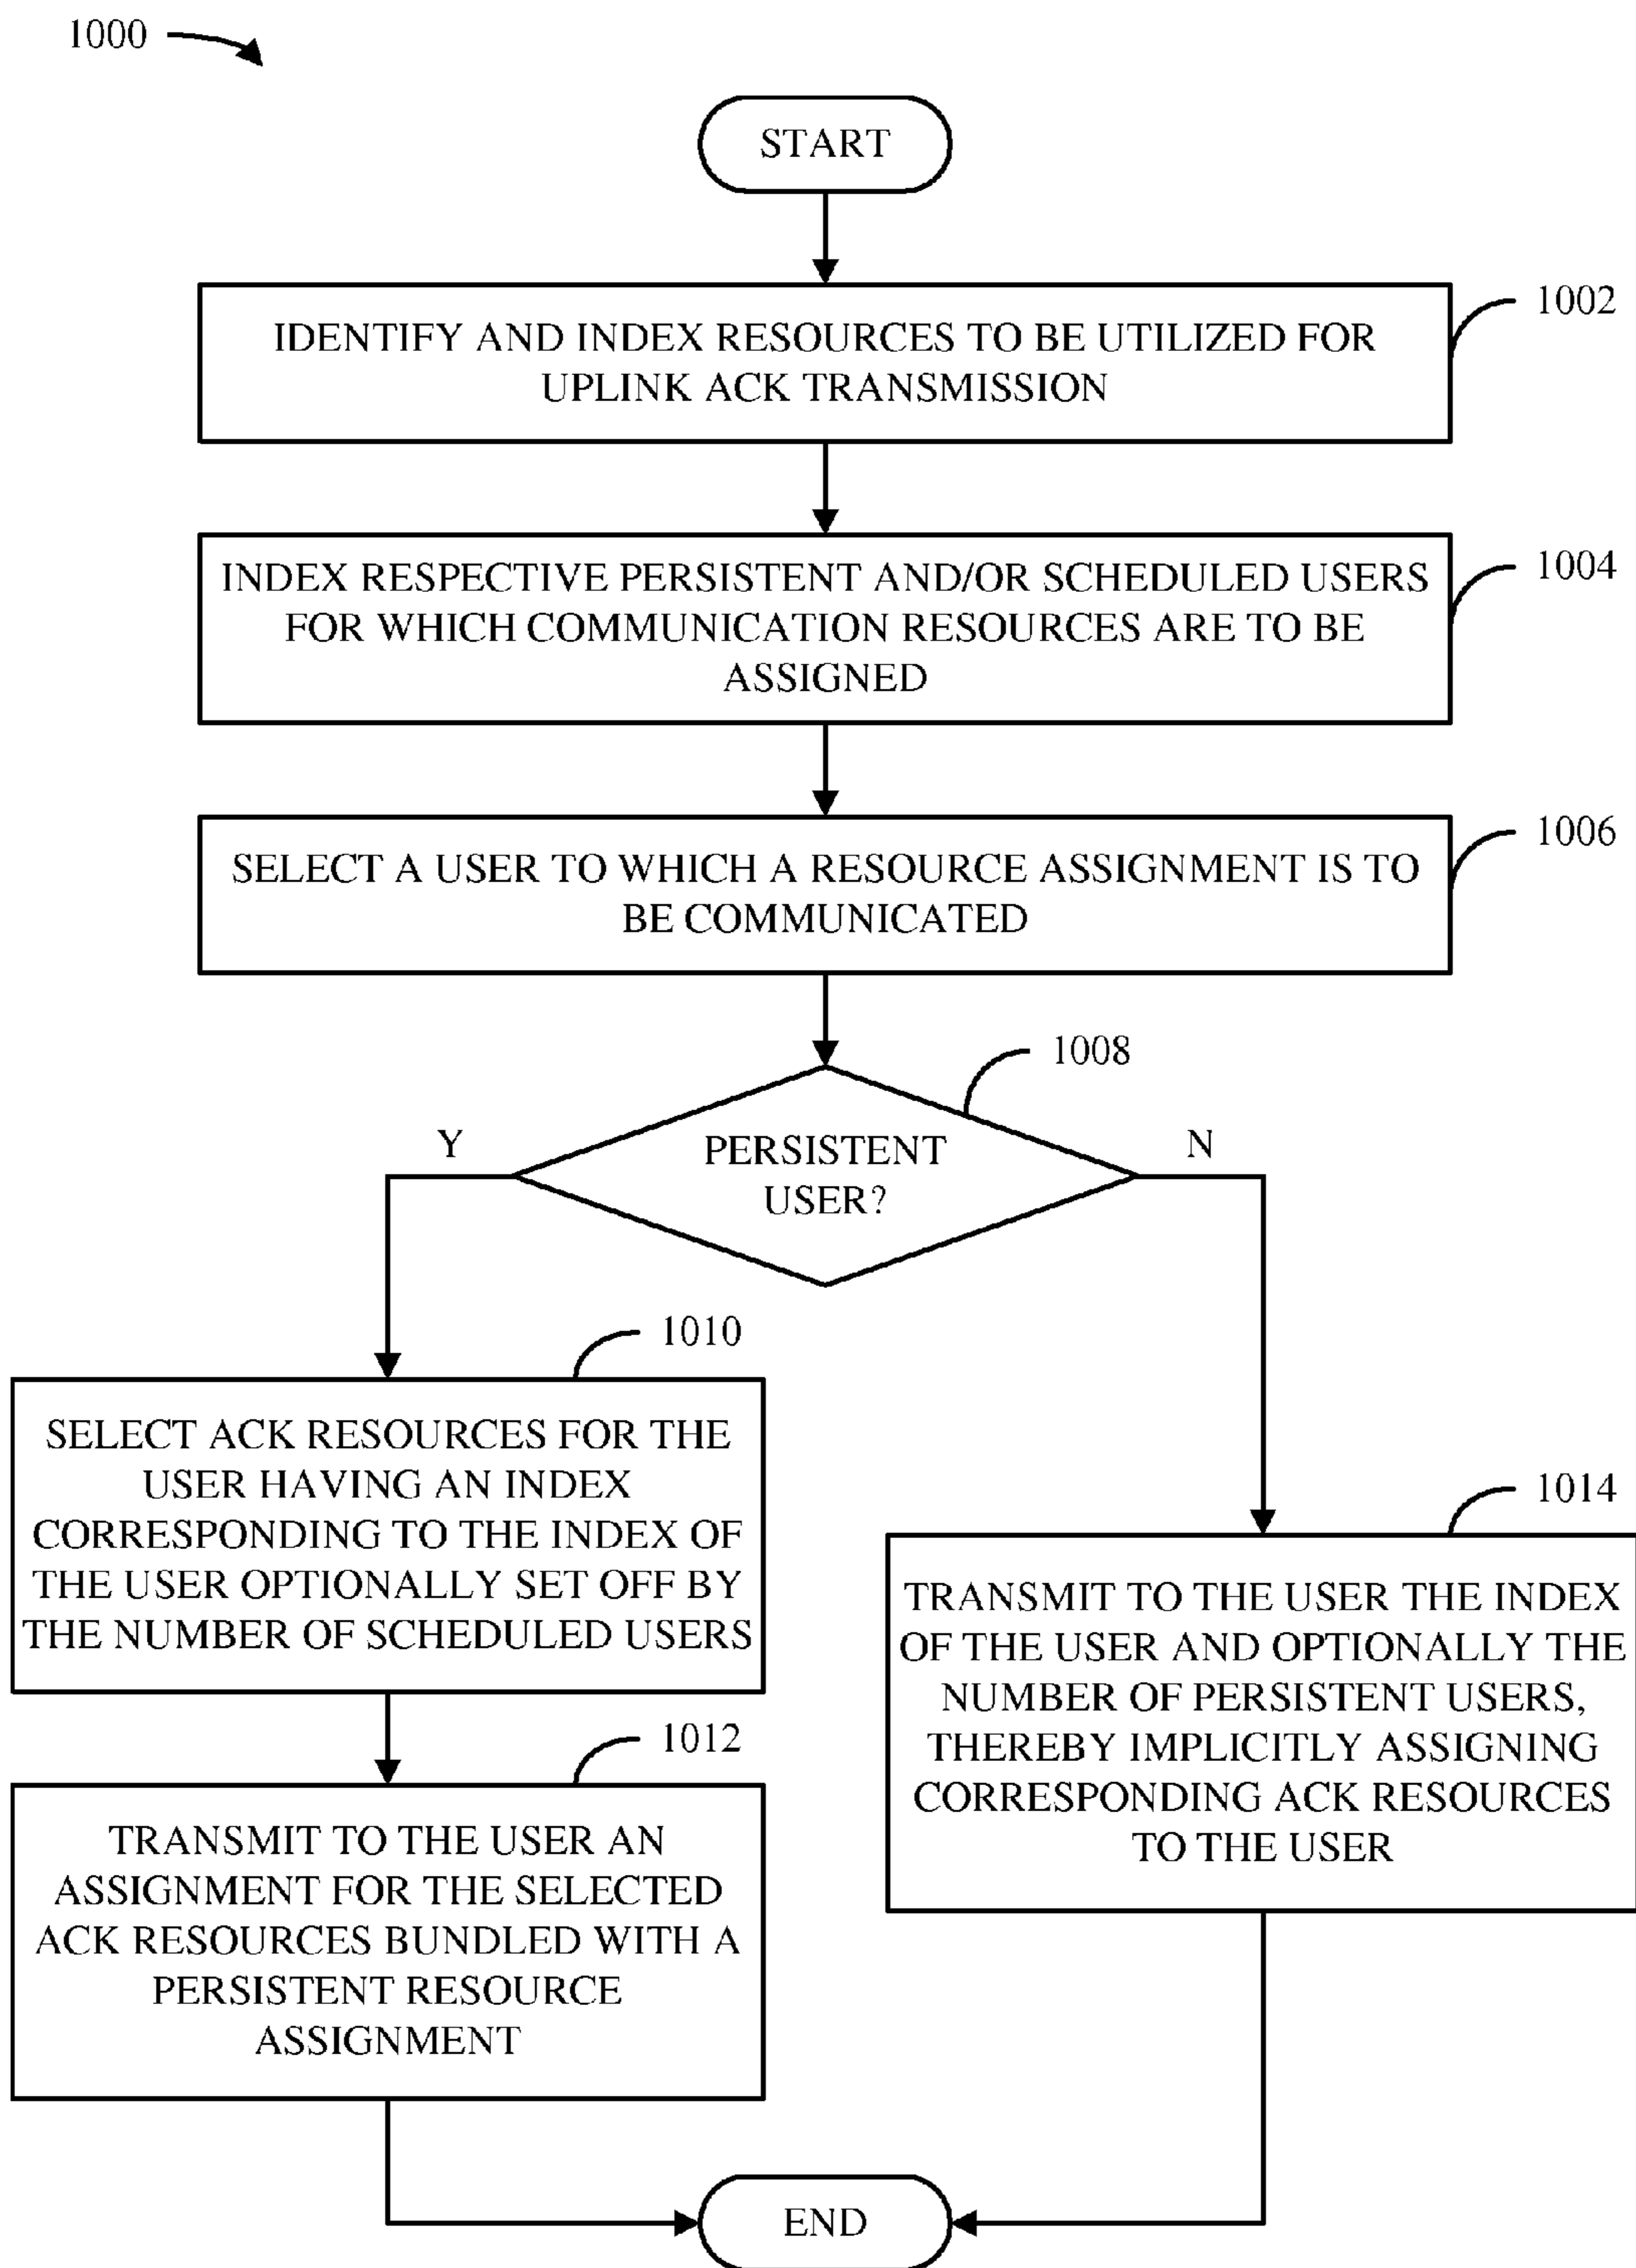 1000
START
1002
IDENTIFY AND INDEX RESOURCES TO BE UTILIZED FOR
UPLINK ACK TRANSMISSION
1004
INDEX RESPECTIVE PERSISTENT AND/OR SCHEDULED USERS
FOR WHICH COMMUNICATION RESOURCES ARE TO BE
ASSIGNED
1006
SELECT A USER TO WHICH A RESOURCE ASSIGNMENT IS TO
BE COMMUNICATED
1008
PERSISTENT
USER?
Y
N
1010
SELECT ACK RESOURCES FOR THE
USER HAVING AN INDEX
CORRESPONDING TO THE INDEX OF
THE USER OPTIONALLY SET OFF BY
THE NUMBER OF SCHEDULED USERS
1012
TRANSMIT TO THE USER AN
ASSIGNMENT FOR THE SELECTED
ACK RESOURCES BUNDLED WITH A
PERSISTENT RESOURCE
ASSIGNMENT
1014
TRANSMIT TO THE USER THE INDEX
OF THE USER AND OPTIONALLY THE
NUMBER OF PERSISTENT USERS,
THEREBY IMPLICITLY ASSIGNING
CORRESPONDING ACK RESOURCES
TO THE USER
END